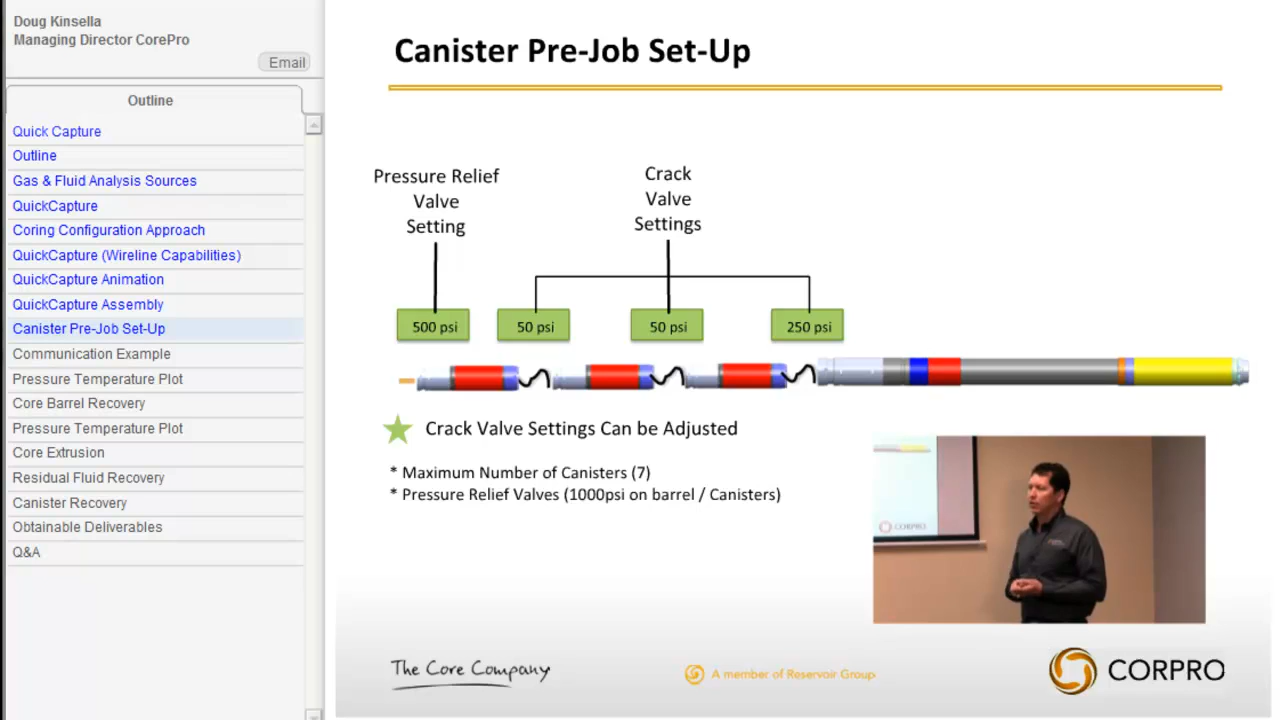 Doug Kinsella
Managing Director CorePro
Email
Outline
Quick Capture
Outline
Gas & Fluid Analysis Sources
QuickCapture
Coring Configuration Approach
QuickCapture (Wireline Capabilities)
QuickCapture Animation
QuickCapture Assembly
Canister Pre-Job Set-Up
Communication Example
Pressure Temperature Plot
Core Barrel Recovery
Pressure Temperature Plot
Core Extrusion
Residual Fluid Recovery
Canister Recovery
Obtainable Deliverables
Q&A
Canister Pre-Job Set-Up
Pressure Relief
Valve
Setting
Crack
Valve
Settings
500 psi
50 psi
50 psi
250 psi
Crack Valve Settings Can be Adjusted
* Maximum Number of Canisters (7)
* Pressure Relief Valves (1000psi on barrel / Canisters)
CORPRO
The Core Company
A member of Reservoir Group
CORPRO